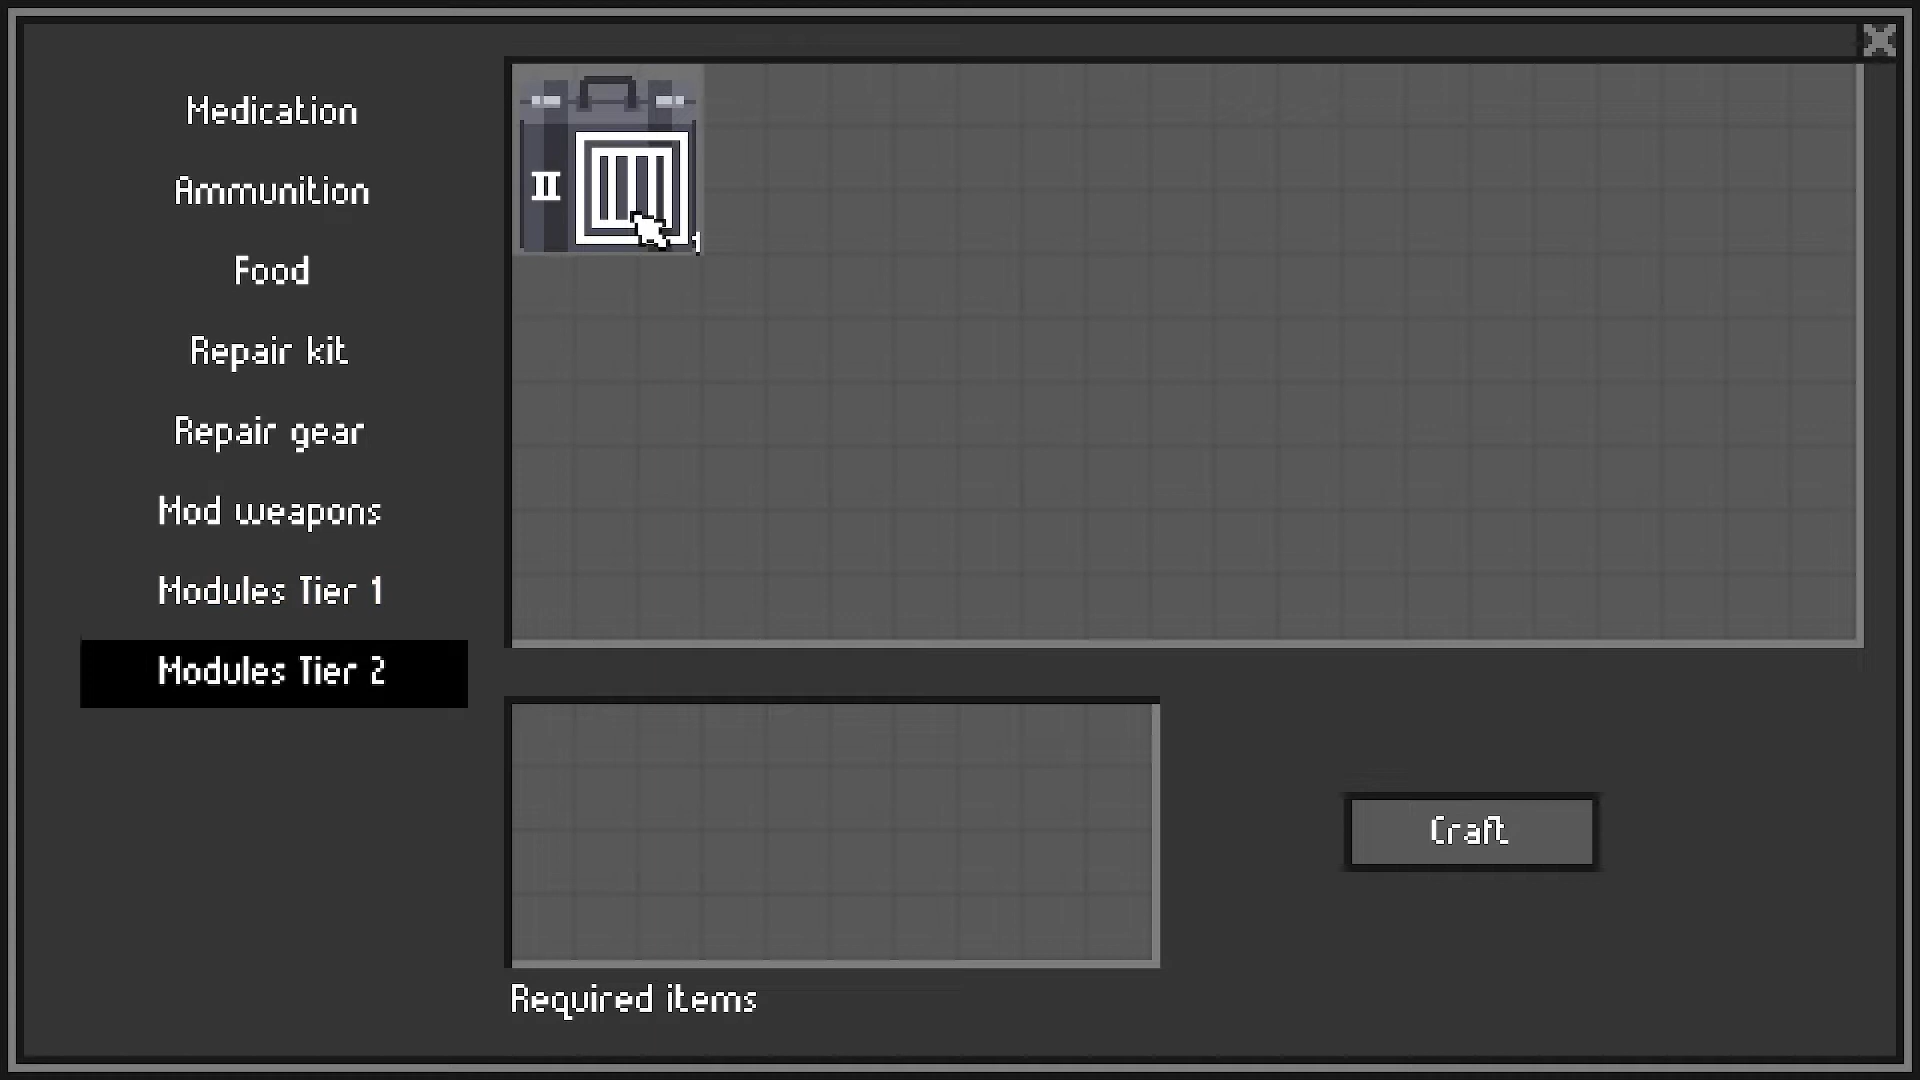 Medication
Ammunition
Food
Repair kit
Repair gear
Mod weapons
Modules Tier 1
Modules Tier 2
II
1
Craft
Required items